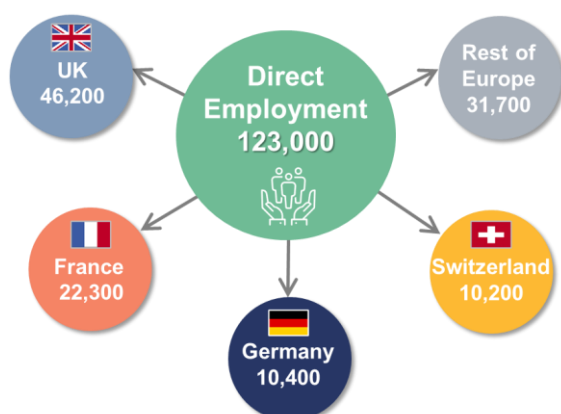 UK
46,200
Direct
Employment
123,000
Rest of
Europe
31,700
France
22,300
Switzerland
10,200
Germany
10,400